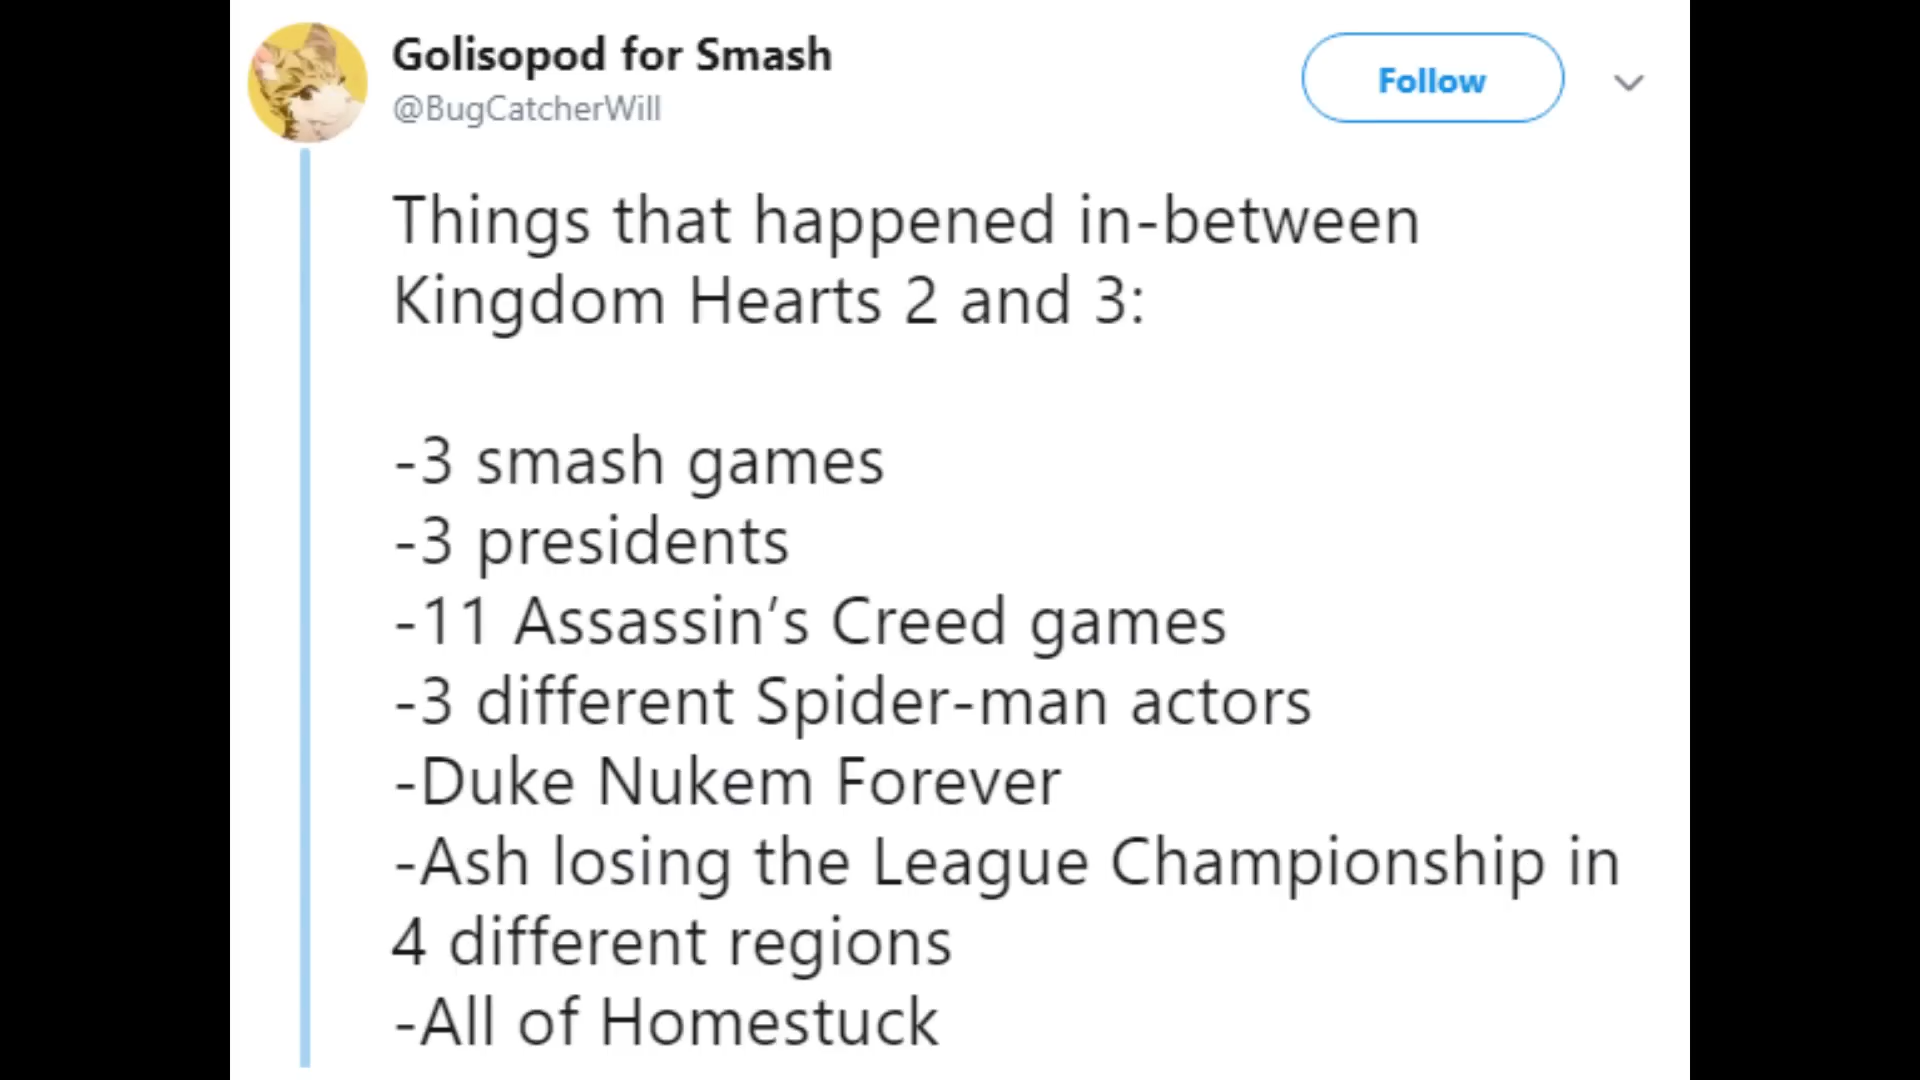 Golisopod for Smash
@BugCatcherWill
Follow
Things that happened in-between
Kingdom Hearts 2 and 3:
-3 smash games
-3 presidents
-11 Assassin’s Creed games
-3 different Spider-man actors
-Duke Nukem Forever
-Ash losing the League Championship in
4 different regions
-All of Homestuck